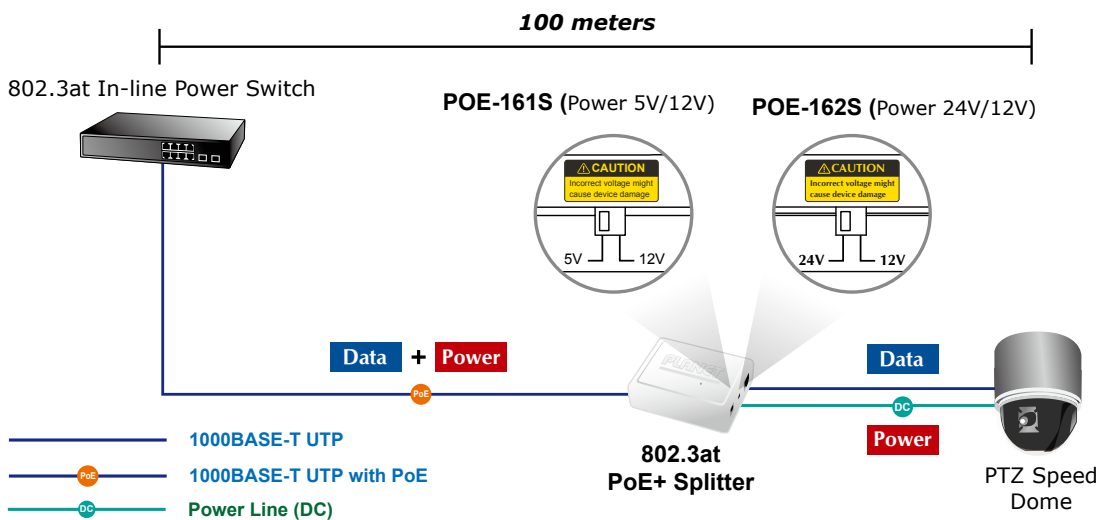 100 meters
802.3at In-line Power Switch
POE-161S (Power 5V/12V)
POE-162S (Power 24V/12V)
⚠CAUTION
Incorrect voltage might
cause device damage
5V
12V
⚠CAUTION
Incorrect voltage might
cause device damage
24V
12V
Data + Power
PoE
PLANET
Data
DC
Power
802.3at
PoE+ Splitter
PTZ Speed
Dome
1000BASE-T UTP
PoE
1000BASE-T UTP with PoE
DC
Power Line (DC)